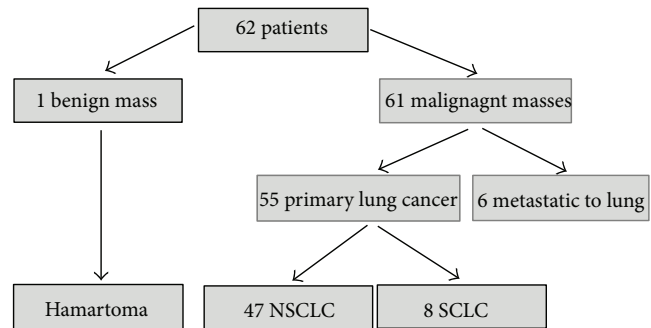 62 patients
1 benign mass
61 malignagnt masses
55 primary lung cancer
6 metastatic to lung
Hamartoma
47 NSCLC
8 SCLC